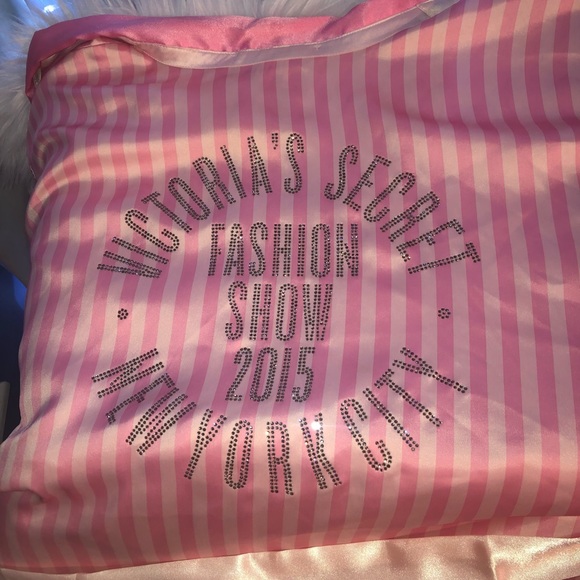 VICTORIA'S SECRET
FASHION
SHOW
2015
NEW YORK CITY